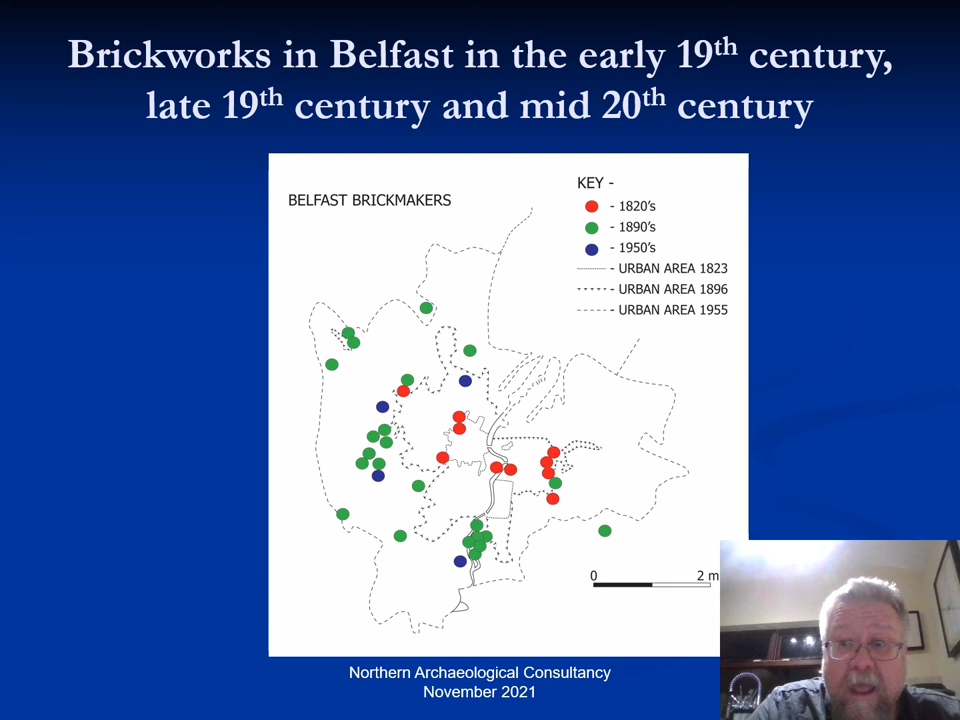 Brickworks in Belfast in the early 19th century,
late 19th century and mid 20th century
BELFAST BRICKMAKERS
KEY -
- 1820's
- 1890's
- 1950's
- URBAN AREA 1823
- URBAN AREA 1896
- URBAN AREA 1955
0 2 m
Northern Archaeological Consultancy
November 2021